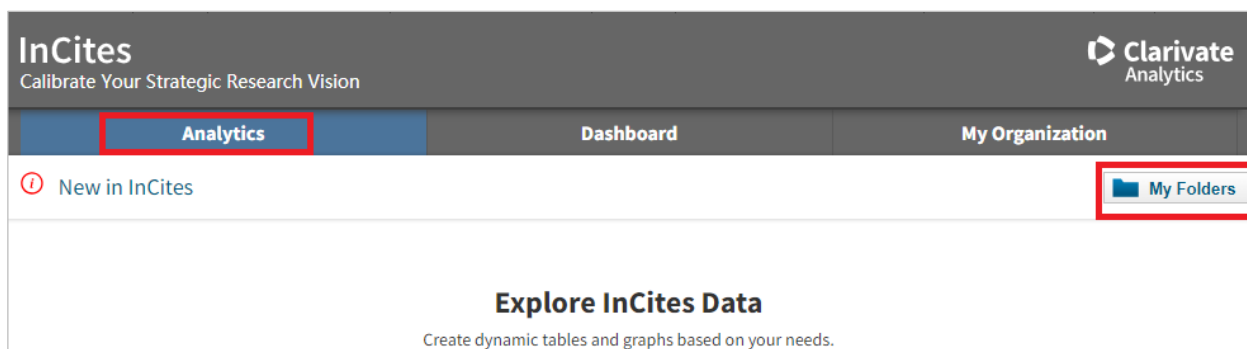 InCites
Calibrate Your Strategic Research Vision
Clarivate
Analytics
Analytics
Dashboard
My Organization
New in InCites
My Folders
Explore InCites Data
Create dynamic tables and graphs based on your needs.